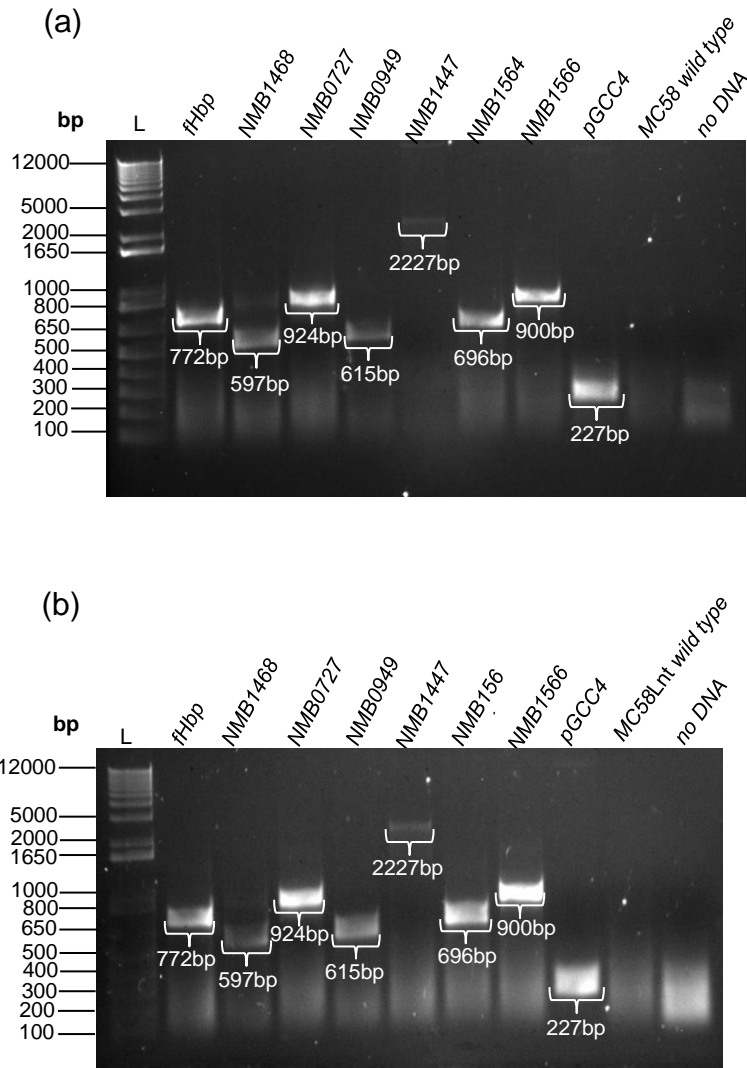 (a)
fHbp NMB1468 NMB0727 NMB0949 NMB1447 NMB1564 NMB1566 pGCC4 MC58 wild type no DNA
bp L
12000
5000
2000
1650
1000
800
650
500
400
300
200
100
772bp
597bp
924bp
615bp
2227bp
696bp
900bp
227bp
(b)
fHbp NMB1468 NMB0727 NMB0949 NMB1447 NMB156 NMB1566 pGCC4 MC58Lnt wild type no DNA
bp L
12000
5000
2000
1650
1000
800
650
500
400
300
200
100
772bp
597bp
924bp
615bp
2227bp
696bp
900bp
227bp